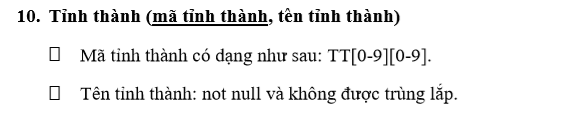 10. Tỉnh thành (mã tỉnh thành, tên tỉnh thành)
☐ Mã tỉnh thành có dạng như sau: TT[0-9][0-9].
☐ Tên tỉnh thành: not null và không được trùng lắp.